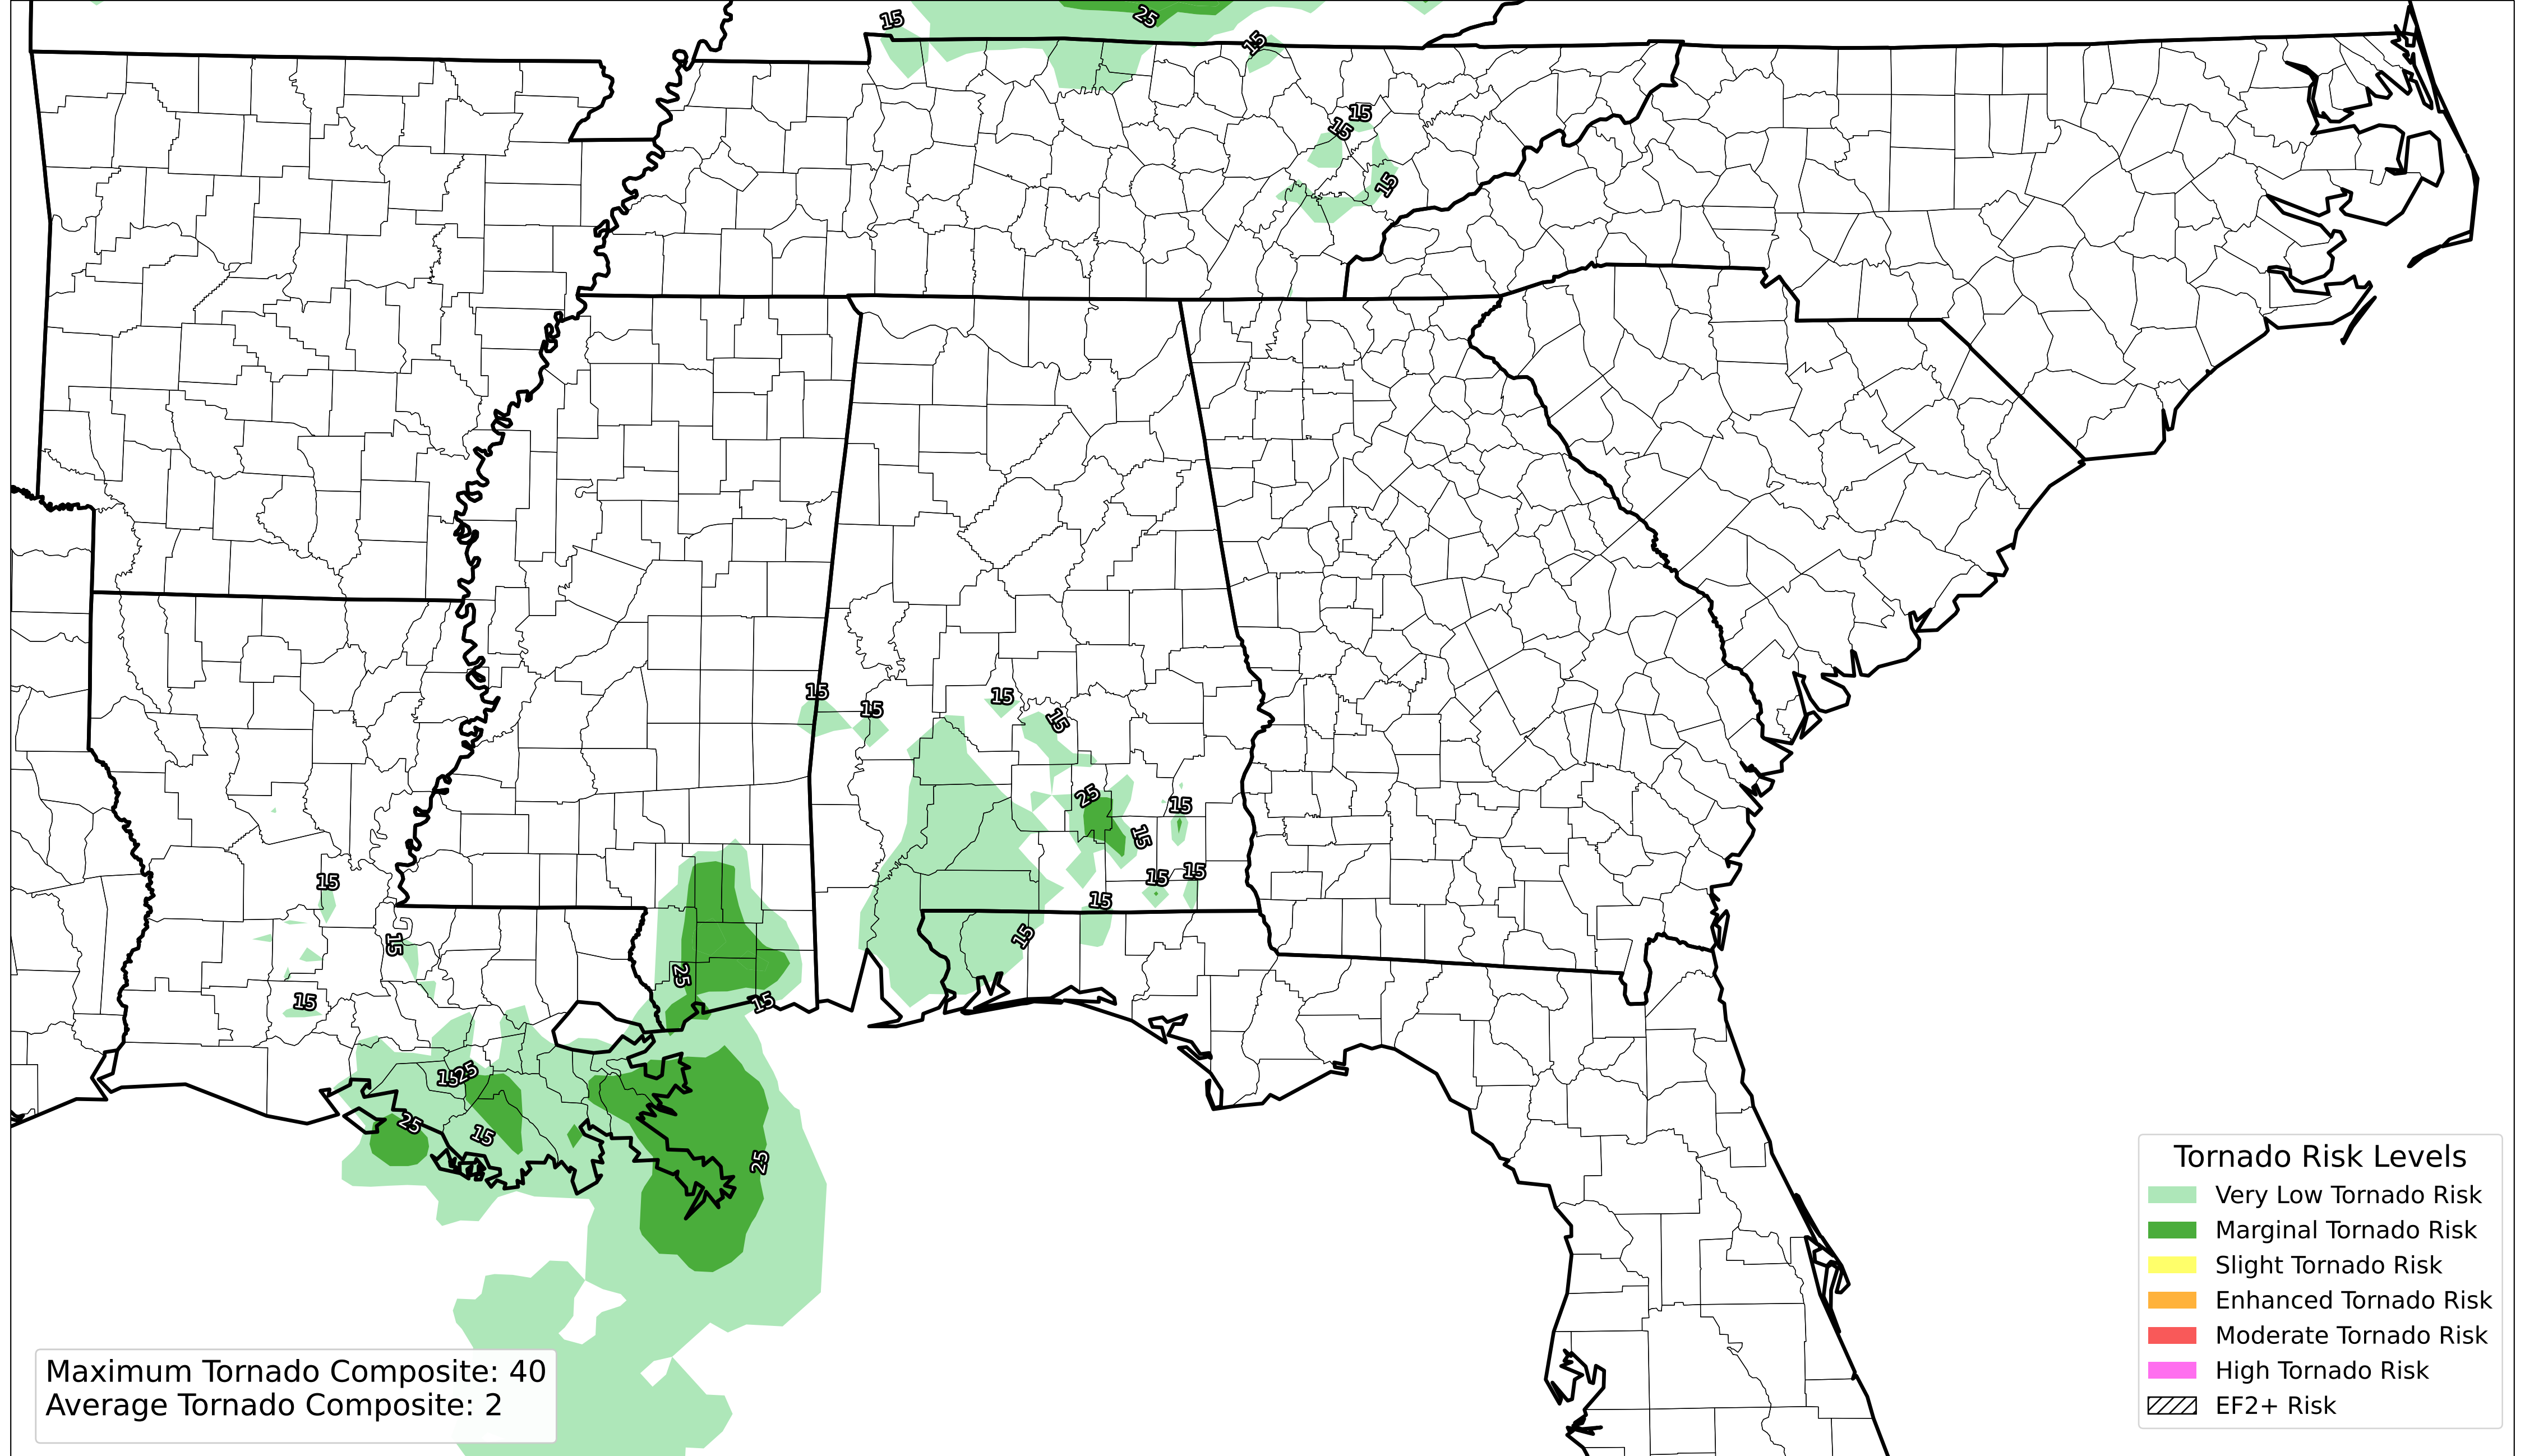 15
25
15
15
15
15
15
15
15
15
25
15
15
15
15
15
15
15
15
25
15
15
15
25
25
15
25
Tornado Risk Levels
Very Low Tornado Risk
Marginal Tornado Risk
Slight Tornado Risk
Enhanced Tornado Risk
Moderate Tornado Risk
High Tornado Risk
EF2+ Risk
Maximum Tornado Composite: 40
Average Tornado Composite: 2